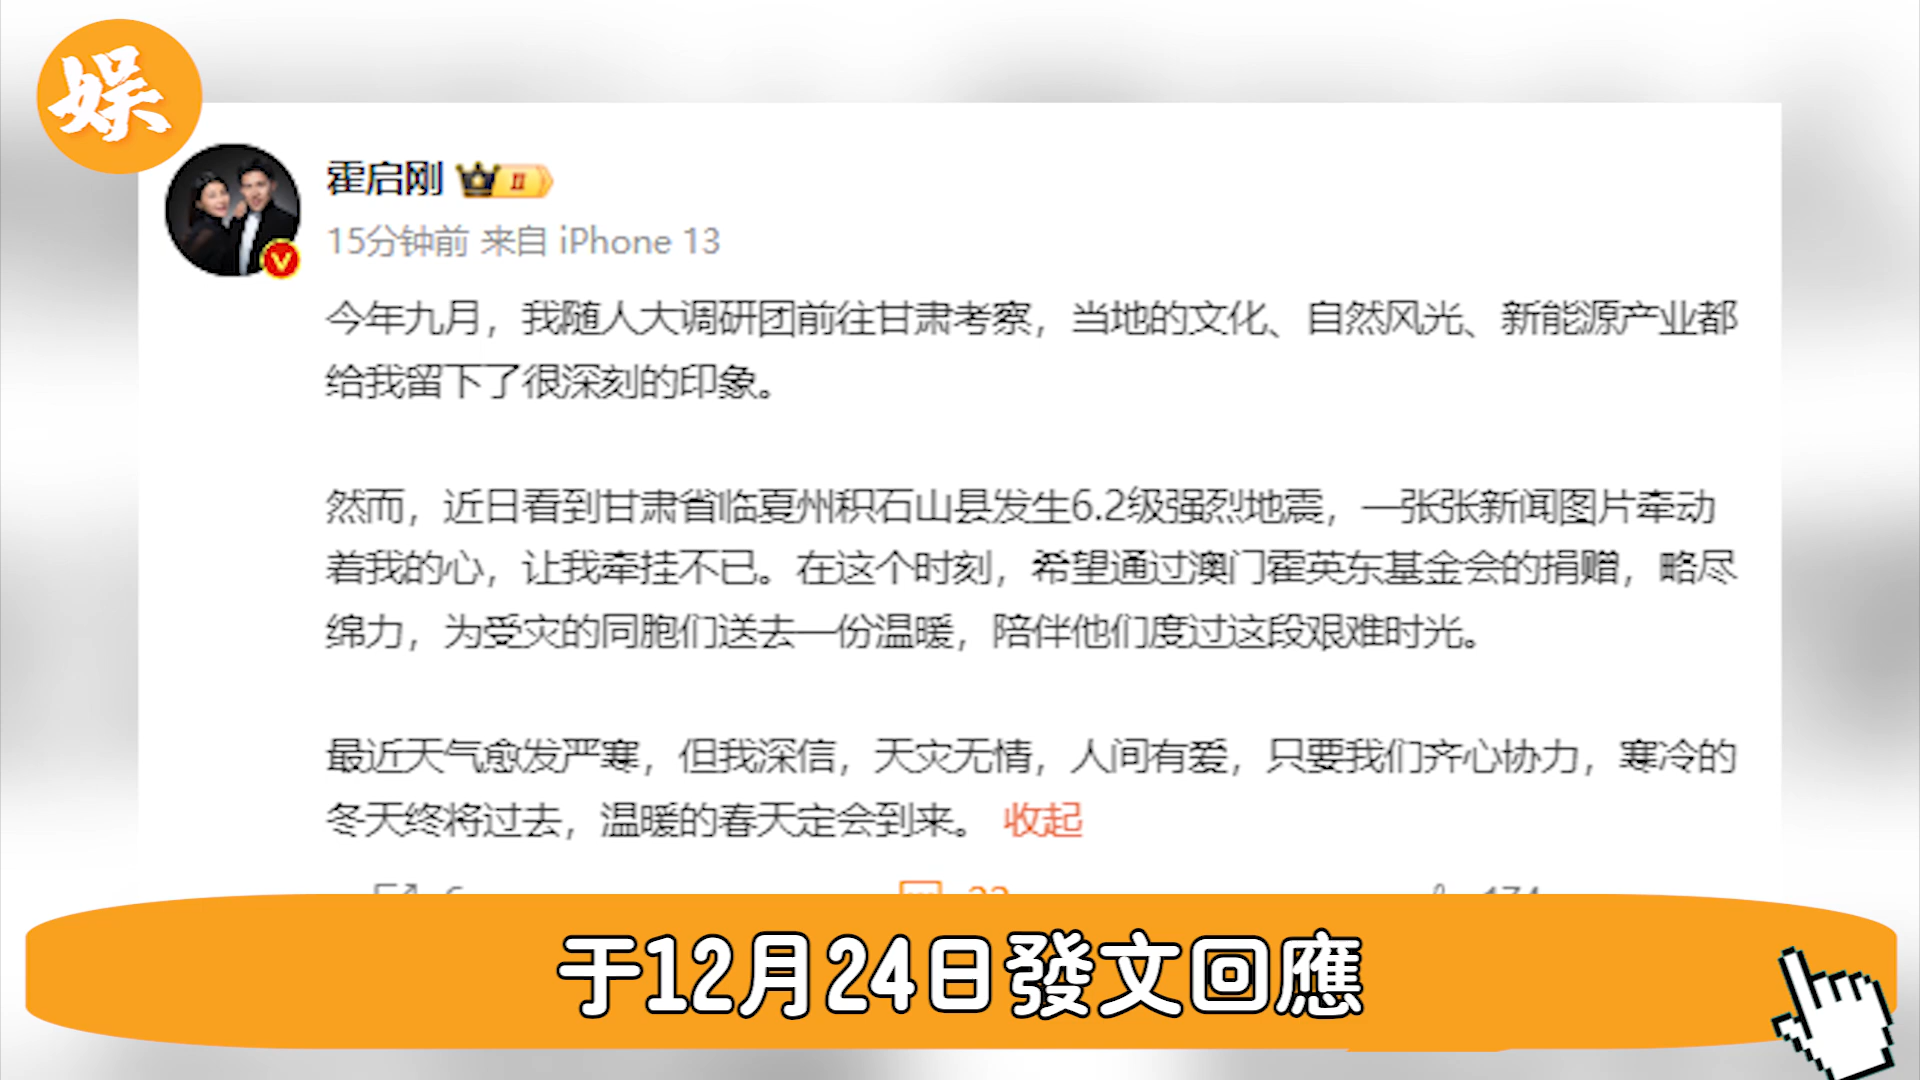 娱
霍启刚 II
15分钟前 来自 iPhone 13
今年九月，我随人大调研团前往甘肃考察，当地的文化、自然风光、新能源产业都
给我留下了很深刻的印象。
然而，近日看到甘肃省临夏州积石山县发生6.2级强烈地震，一张张新闻图片牵动
着我的心，让我牵挂不已。在这个时刻，希望通过澳门霍英东基金会的捐赠，略尽
绵力，为受灾的同胞们送去一份温暖，陪伴他们度过这段艰难时光。
最近天气愈发严寒，但我深信，天灾无情，人间有爱，只要我们齐心协力，寒冷的
冬天终将过去，温暖的春天定会到来。 收起
于12月24日發文回應